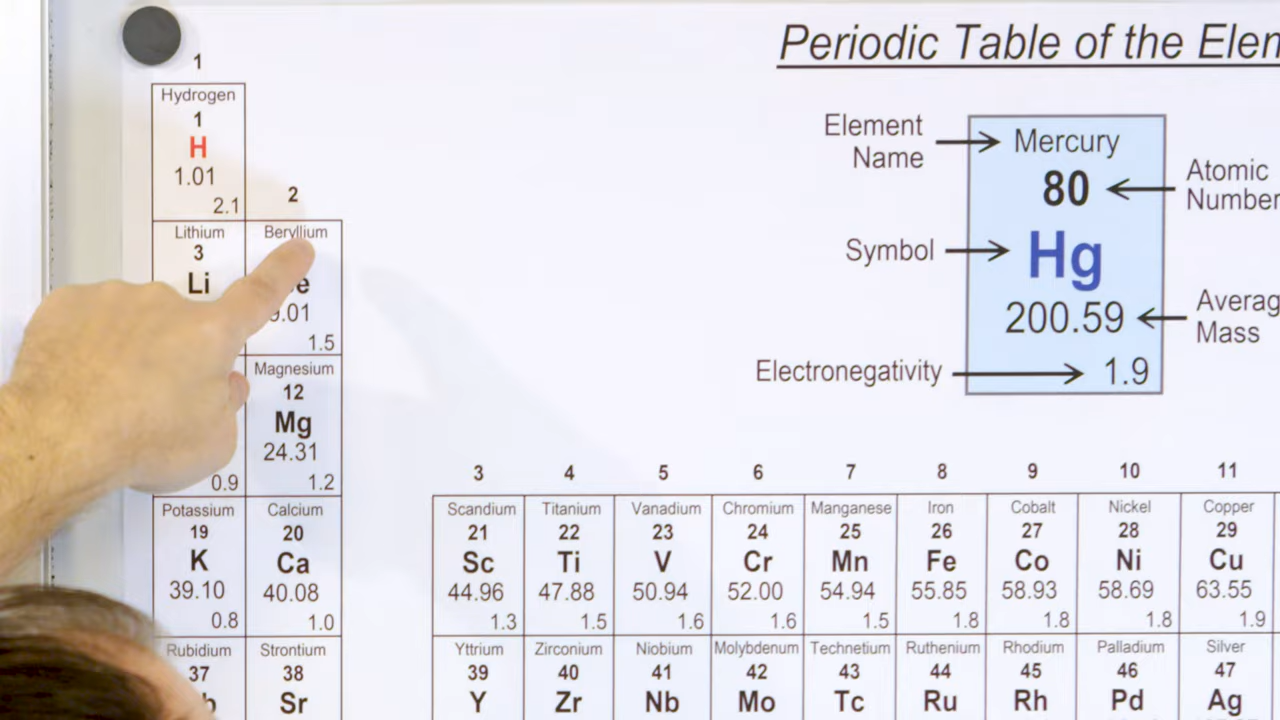 Periodic Table of the Elem
1
Hydrogen
1
H
1.01
2.1
2
Lithium
3
Li
Beryllium
9.01
1.5
Magnesium
12
Mg
24.31
1.2
0.9
Element
Name
Mercury
80
Hg
200.59
1.9
Atomic
Number
Symbol
Averag
Mass
Electronegativity
3 4 5 6 7 8 9 10 11
Potassium Calcium Scandium Titanium Vanadium Chromium Manganese Iron Cobalt Nickel Copper
19 20 21 22 23 24 25 26 27 28 29
K Ca Sc Ti V Cr Mn Fe Co Ni Cu
39.10 40.08 44.96 47.88 50.94 52.00 54.94 55.85 58.93 58.69 63.55
0.8 1.0 1.3 1.5 1.6 1.6 1.5 1.8 1.8 1.8 1.9
Rubidium Strontium Yttrium Zirconium Niobium Molybdenum Technetium Ruthenium Rhodium Palladium Silver
37 38 39 40 41 42 43 44 45 46 47
b Sr Y Zr Nb Mo Tc Ru Rh Pd Ag